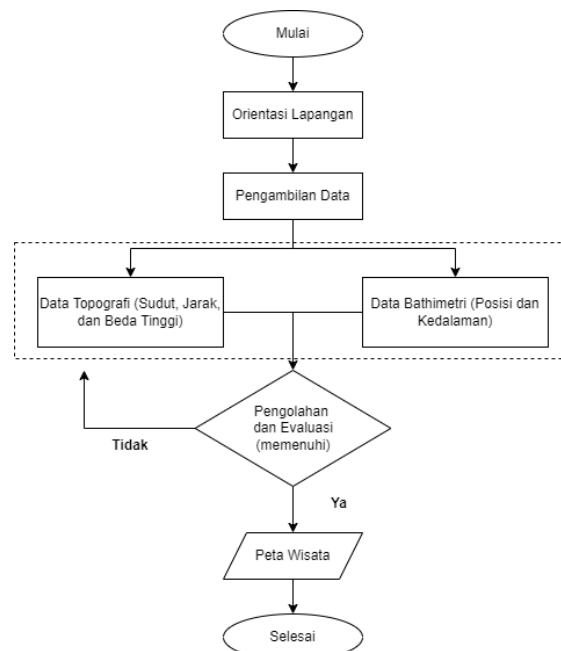 Mulai
Orientasi Lapangan
Pengambilan Data
Data Topografi (Sudut, Jarak,
dan Beda Tinggi)
Data Bathimetri (Posisi dan
Kedalaman)
Pengolahan
dan Evaluasi
(memenuhi)
Tidak
Ya
Peta Wisata
Selesai